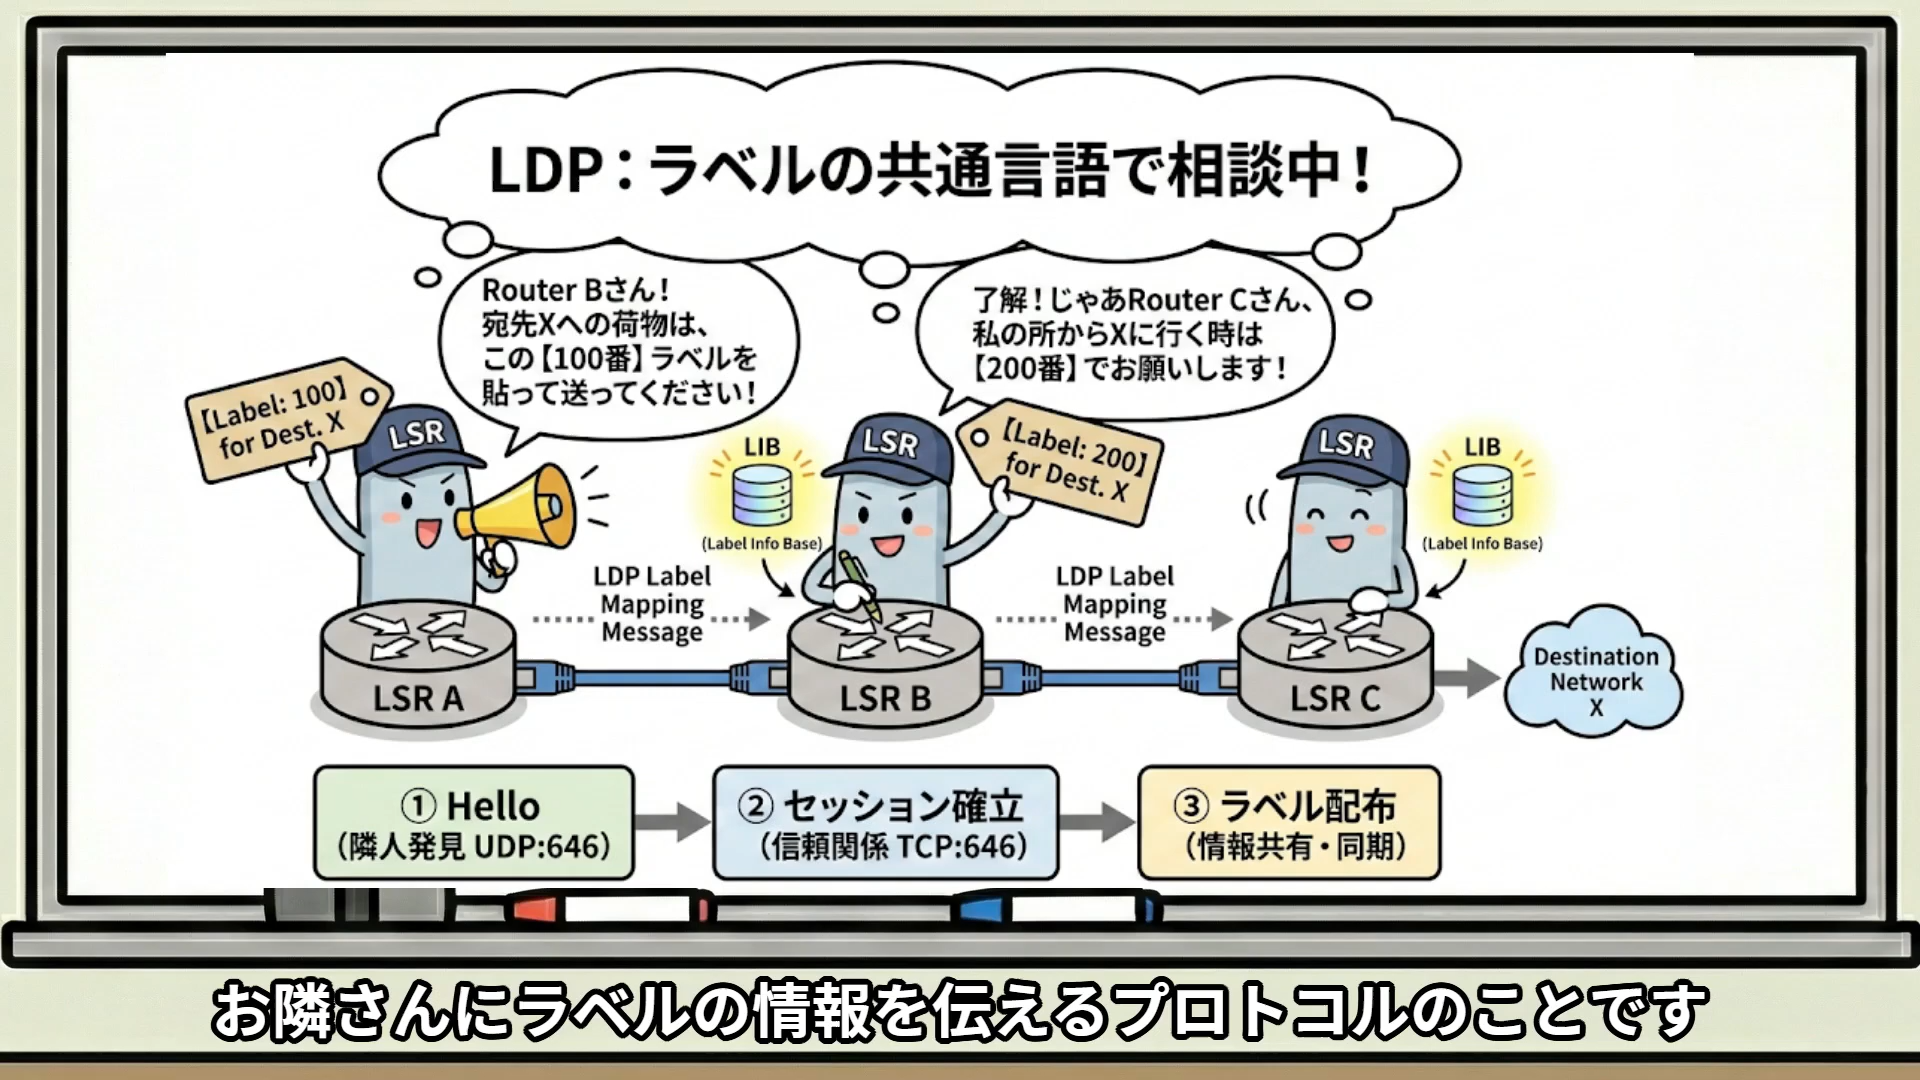 LDP：ラベルの共通言語で相談中！
Router Bさん！
宛先Xへの荷物は、
この【100番】ラベルを
貼って送ってください！
了解！じゃあRouter Cさん、
私の所からXに行く時は
【200番】でお願いします！
【Label: 100】
for Dest. X
LSR
LIB
(Label Info Base)
LSR
【Label: 200】
for Dest. X
LSR
LIB
(Label Info Base)
LDP Label
Mapping
Message
LDP Label
Mapping
Message
LSR A
LSR B
LSR C
Destination
Network
X
① Hello
（隣人発見 UDP:646）
② セッション確立
（信頼関係 TCP:646）
③ ラベル配布
（情報共有・同期）
お隣さんにラベルの情報を伝えるプロトコルのことです